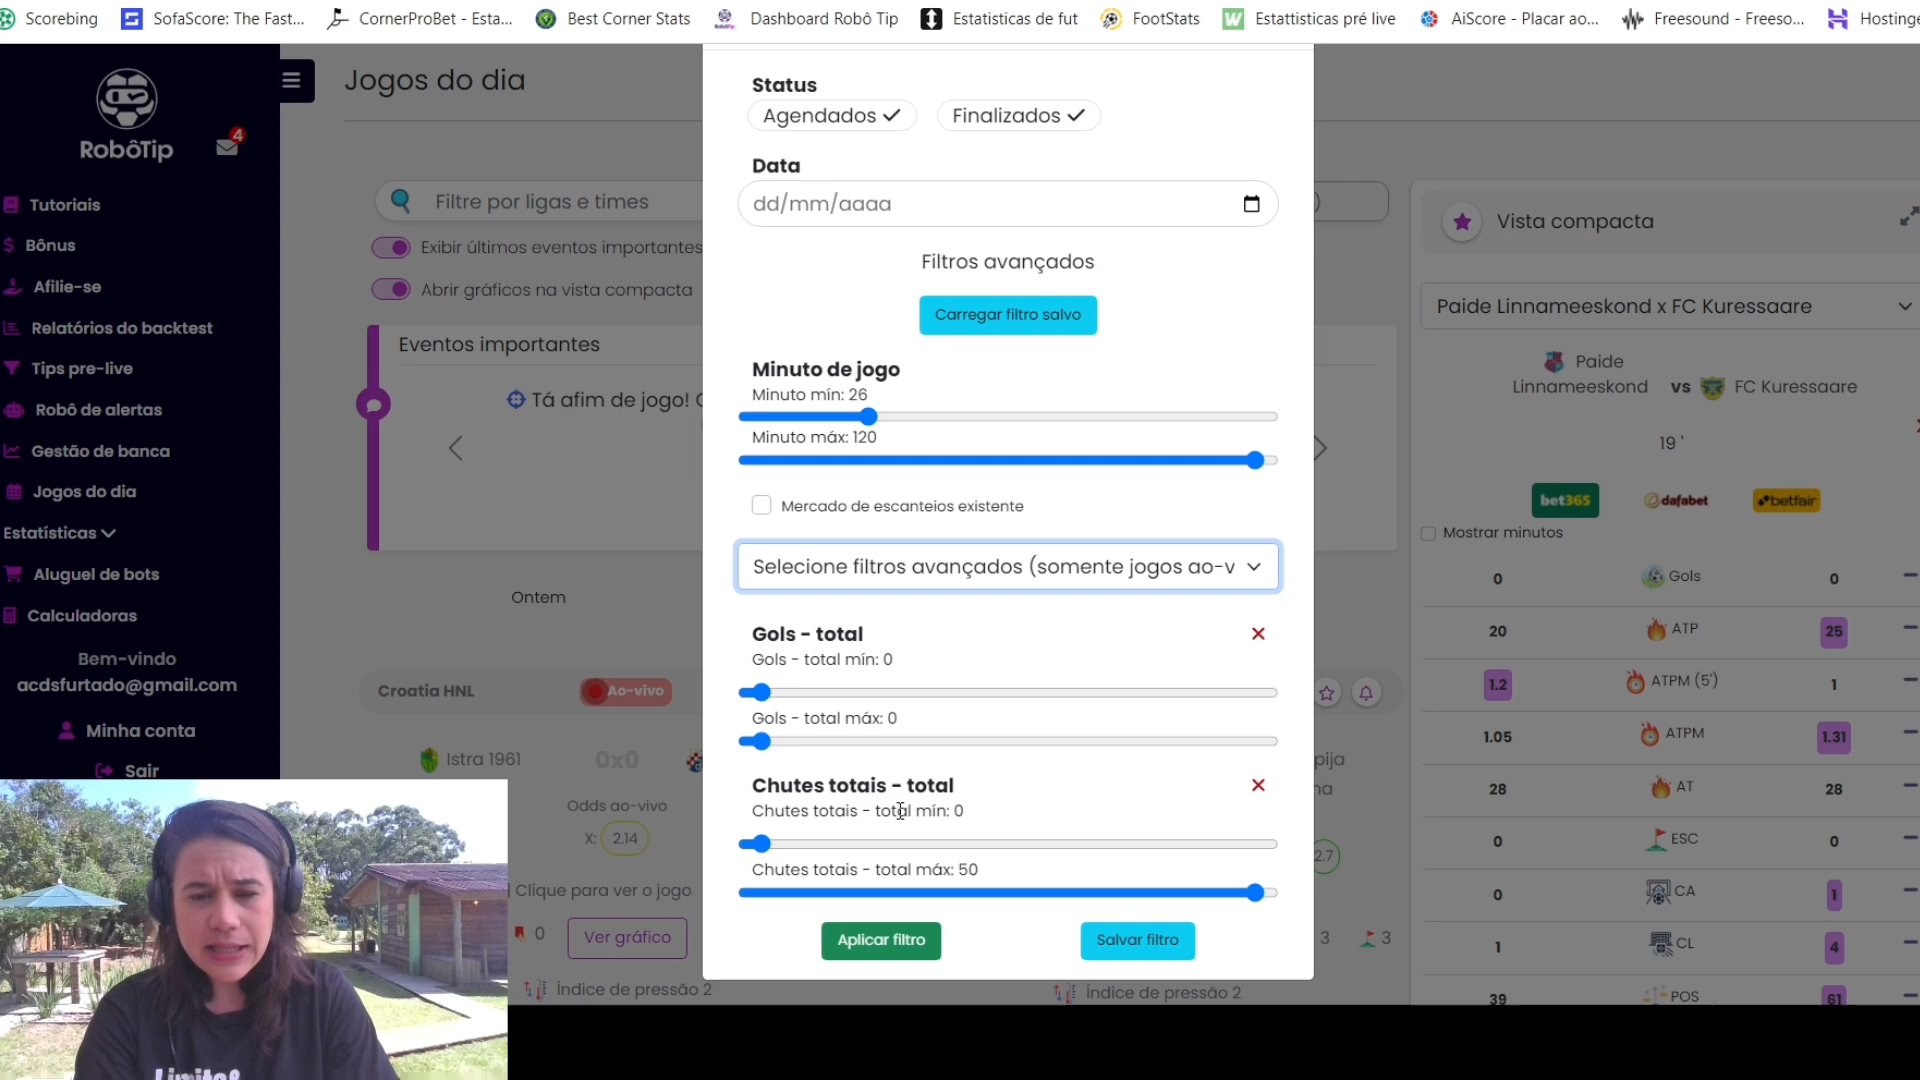 Scorebing
SofaScore: The Fast...
CornerProBet - Esta...
Best Corner Stats
Dashboard Robô Tip
Estatisticas de fut
FootStats
Estattisticas pré live
AiScore - Placar ao...
Freesound - Freeso...
Hostinge
RobôTip
4
Tutoriais
Bônus
Afilie-se
Relatórios do backtest
Tips pre-live
Robô de alertas
Gestão de banca
Jogos do dia
Estatísticas
Aluguel de bots
Calculadoras
Bem-vindo
acdsfurtado@gmail.com
Minha conta
Sair
Jogos do dia
Filtre por ligas e times
)
Exibir últimos eventos importantes
Abrir gráficos na vista compacta
Eventos importantes
Tá afim de jogo!
Ontem
Croatia HNL
Ao-vivo
Istra 1961
0x0
Odds ao-vivo
X: 2.14
Clique para ver o jogo
0
Ver gráfico
Índice de pressão 2
Status
Agendados
Finalizados
Data
dd/mm/aaaa
Filtros avançados
Carregar filtro salvo
Minuto de jogo
Minuto mín: 26
Minuto máx: 120
Mercado de escanteios existente
Selecione filtros avançados (somente jogos ao-v
Gols - total
Gols - total mín: 0
Gols - total máx: 0
Chutes totais - total
Chutes totais - total mín: 0
Chutes totais - total máx: 50
Aplicar filtro
Salvar filtro
pija
na
2.7
3
3
Índice de pressão 2
Vista compacta
Paide Linnameeskond x FC Kuressaare
Paide
Linnameeskond vs FC Kuressaare
19 '
bet365
dafabet
betfair
Mostrar minutos
0 Gols 0
20 ATP 25
1.2 ATPM (5') 1
1.05 ATPM 1.31
28 AT 28
0 ESC 0
0 CA 1
1 CL 4
39 POS 61